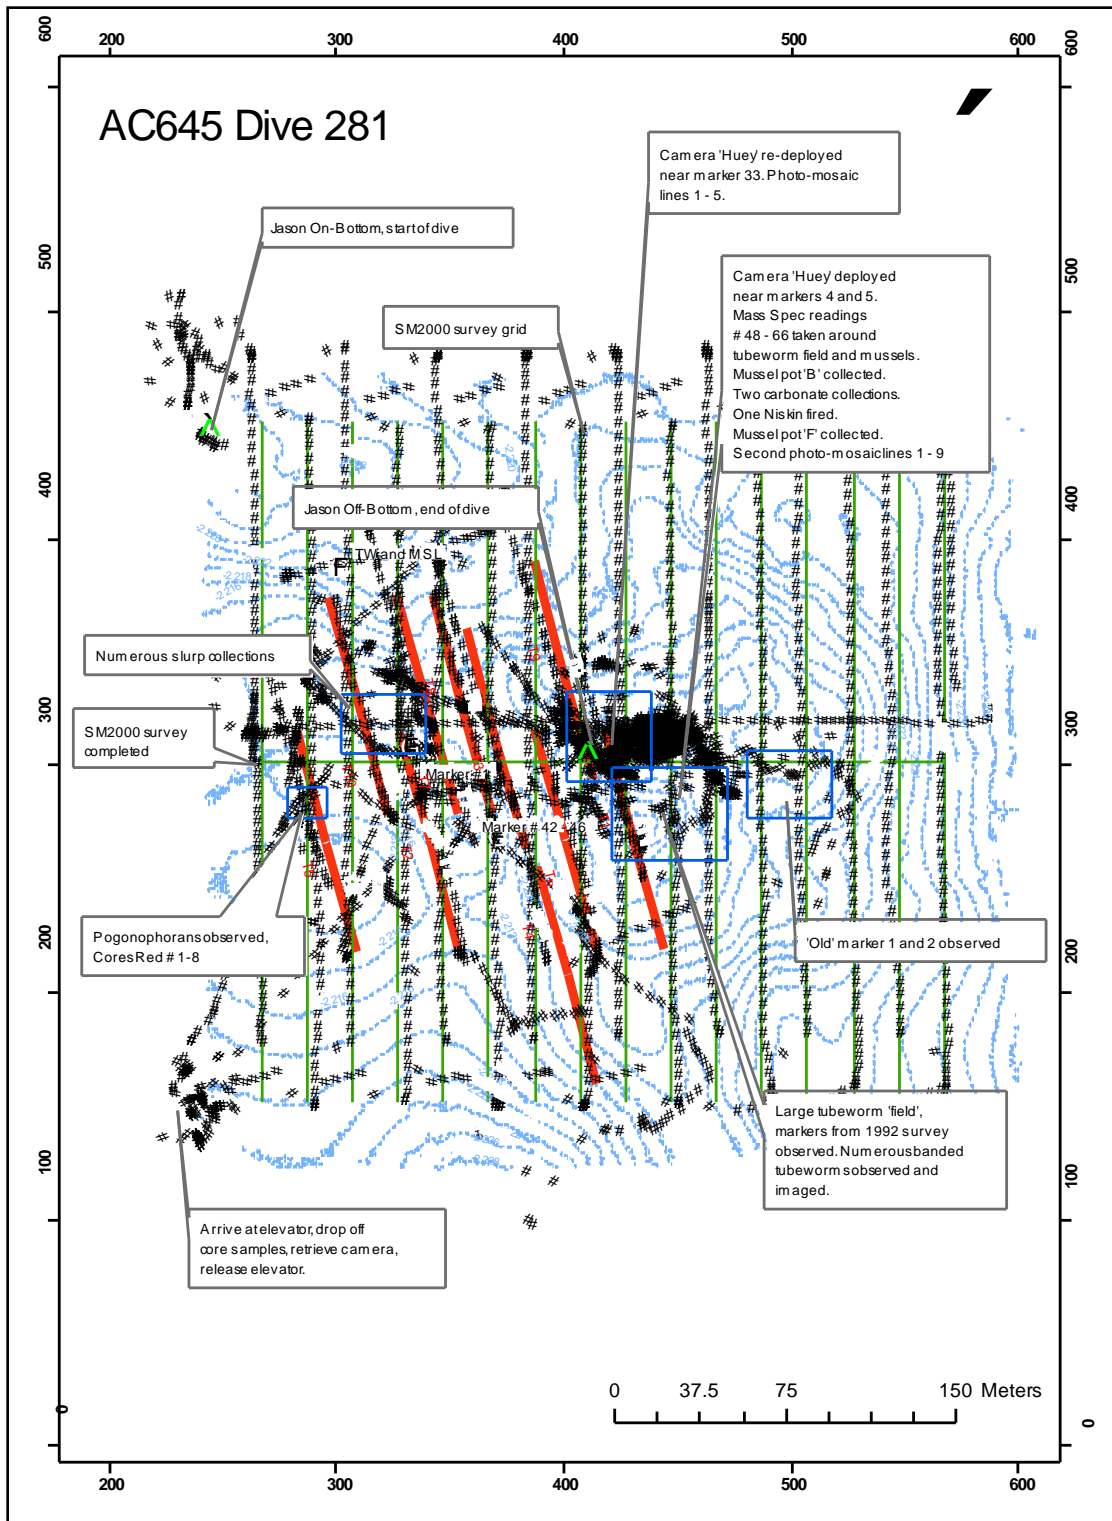 200 300 400 500 600
600
600
AC645 Dive 281
Camera 'Huey' re-deployed
near marker 33. Photo-mosaic
lines 1 - 5.
Jason On-Bottom, start of dive
500
500
Camera 'Huey' deployed
near markers 4 and 5.
Mass Spec readings
# 48 - 66 taken around
tubeworm field and mussels.
Mussel pot 'B' collected.
Two carbonate collections.
One Niskin fired.
Mussel pot 'F' collected.
Second photo-mosaic lines 1 - 9
SM2000 survey grid
400
400
Jason Off-Bottom, end of dive
TW and MSL
Numerous slurp collections
300
300
SM2000 survey
completed
Marker #
Marker # 42 - 46
Pogonophorans observed,
Cores Red # 1-8
200
200
'Old' marker 1 and 2 observed
Large tubeworm 'field',
markers from 1992 survey
observed. Numerous banded
tubeworms observed and
imaged.
100
100
Arrive at elevator, drop off
core samples, retrieve camera,
release elevator.
0 37.5 75 150 Meters
0
0
200 300 400 500 600